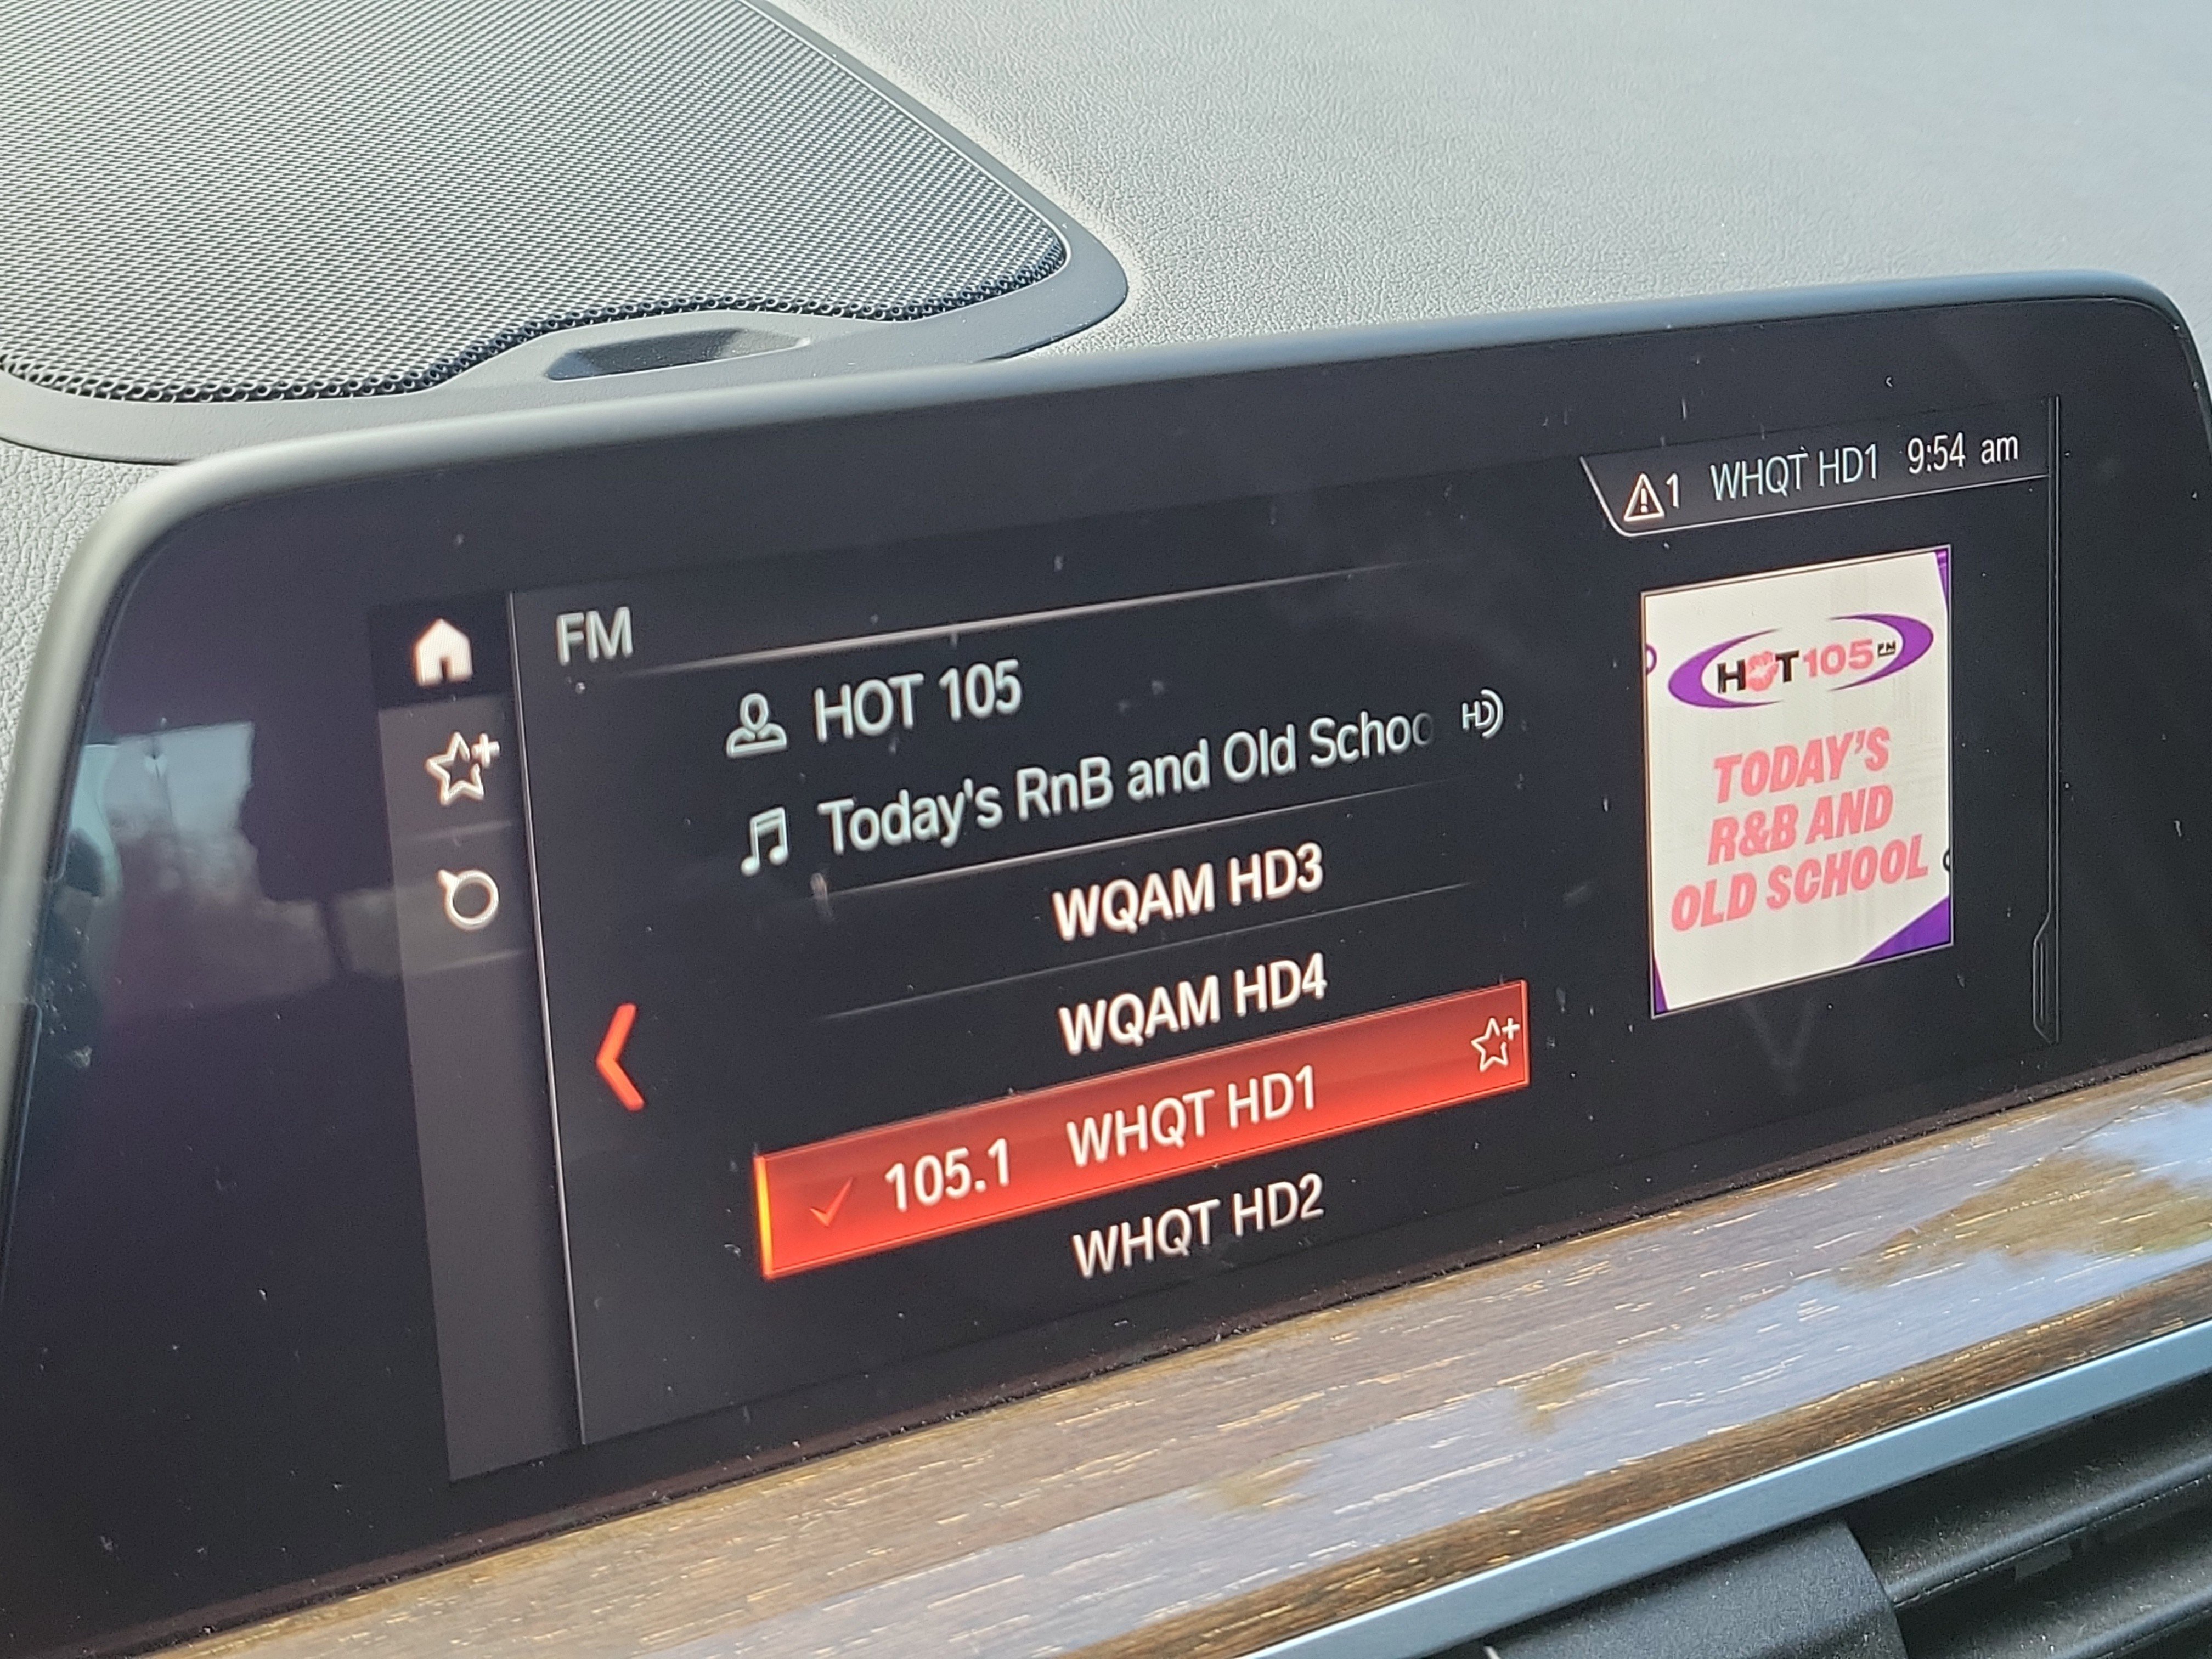 1 WHQT HD1 9:54 am
FM
HOT 105
Today's RnB and Old Schoo HD
WQAM HD3
WQAM HD4
105.1 WHQT HD1
WHQT HD2
HOT 105 FM
TODAY'S
R&B AND
OLD SCHOOL